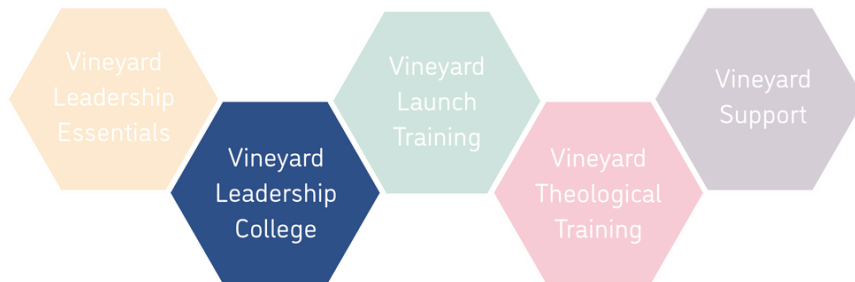 Vineyard
Leadership
Essentials
Vineyard
Leadership
College
Vineyard
Launch
Training
Vineyard
Theological
Training
Vineyard
Support